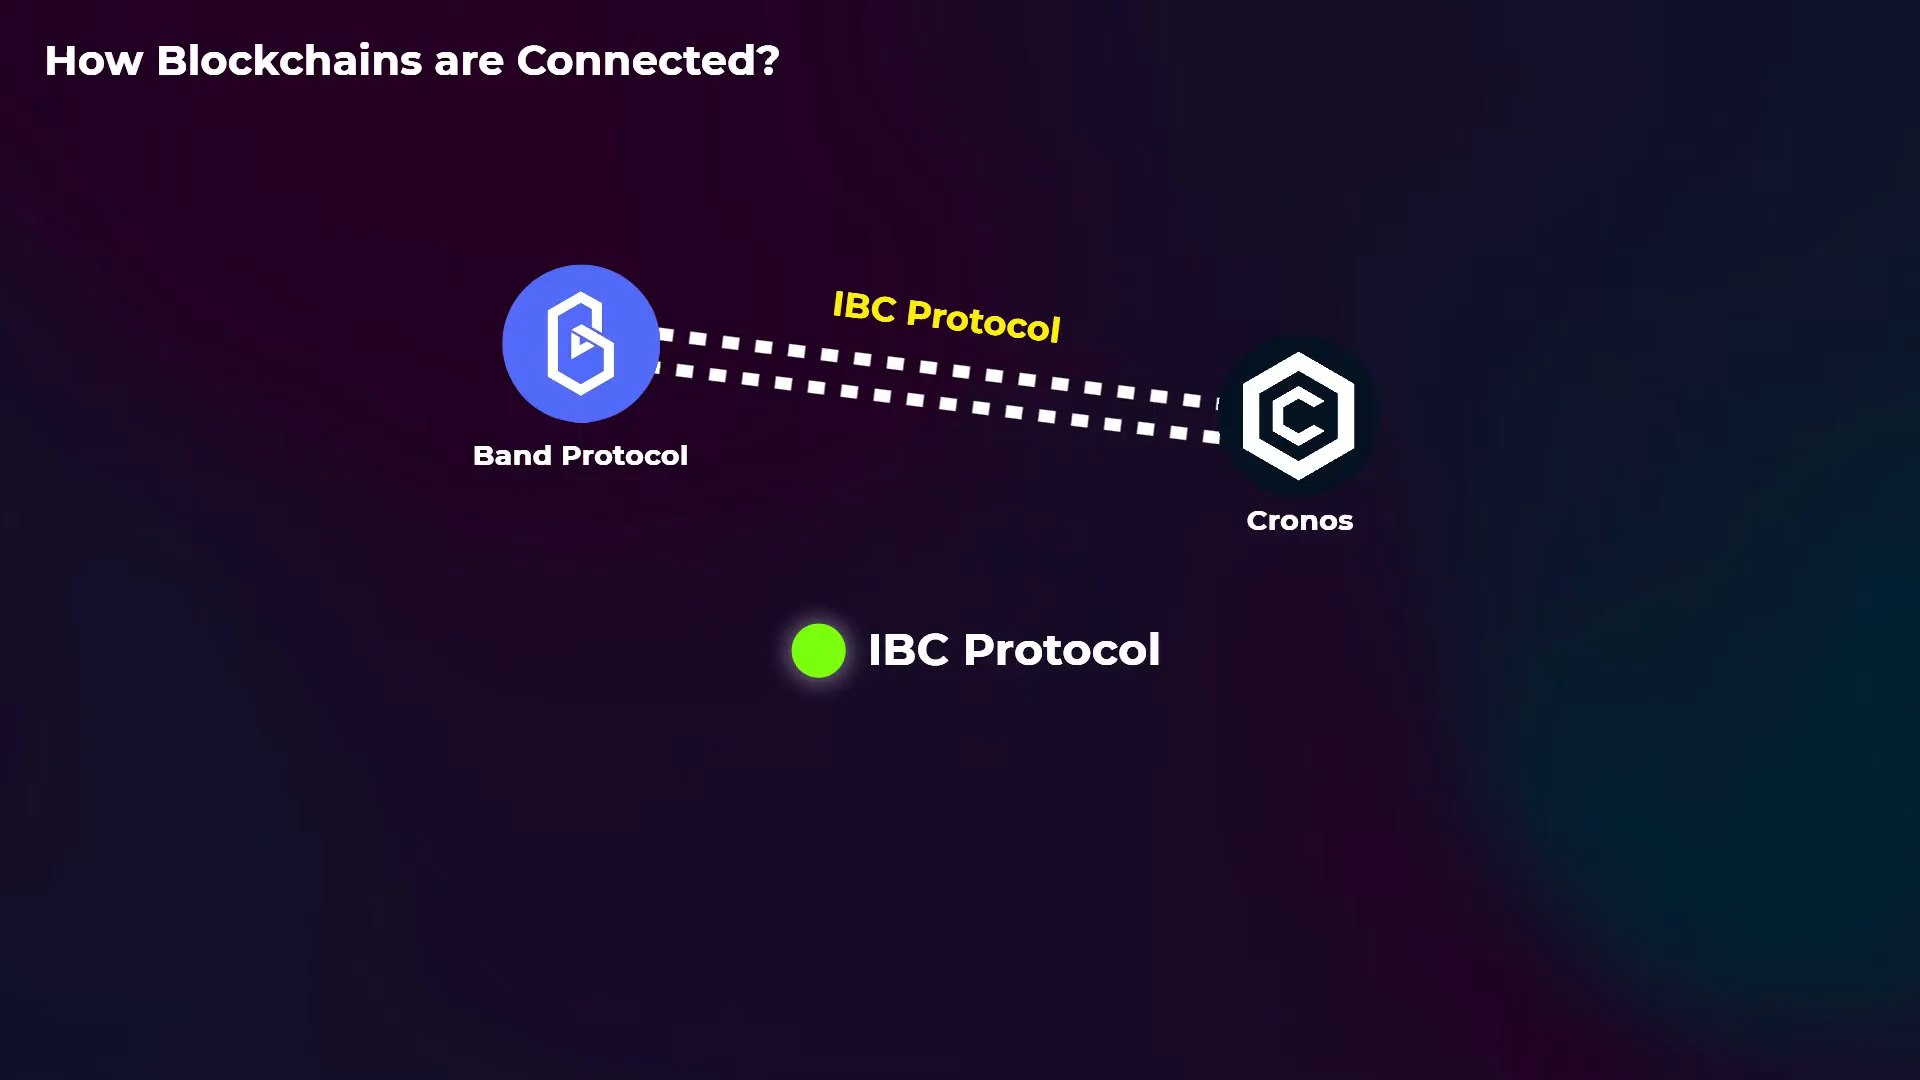 How Blockchains are Connected?
IBC Protocol
Band Protocol
Cronos
IBC Protocol